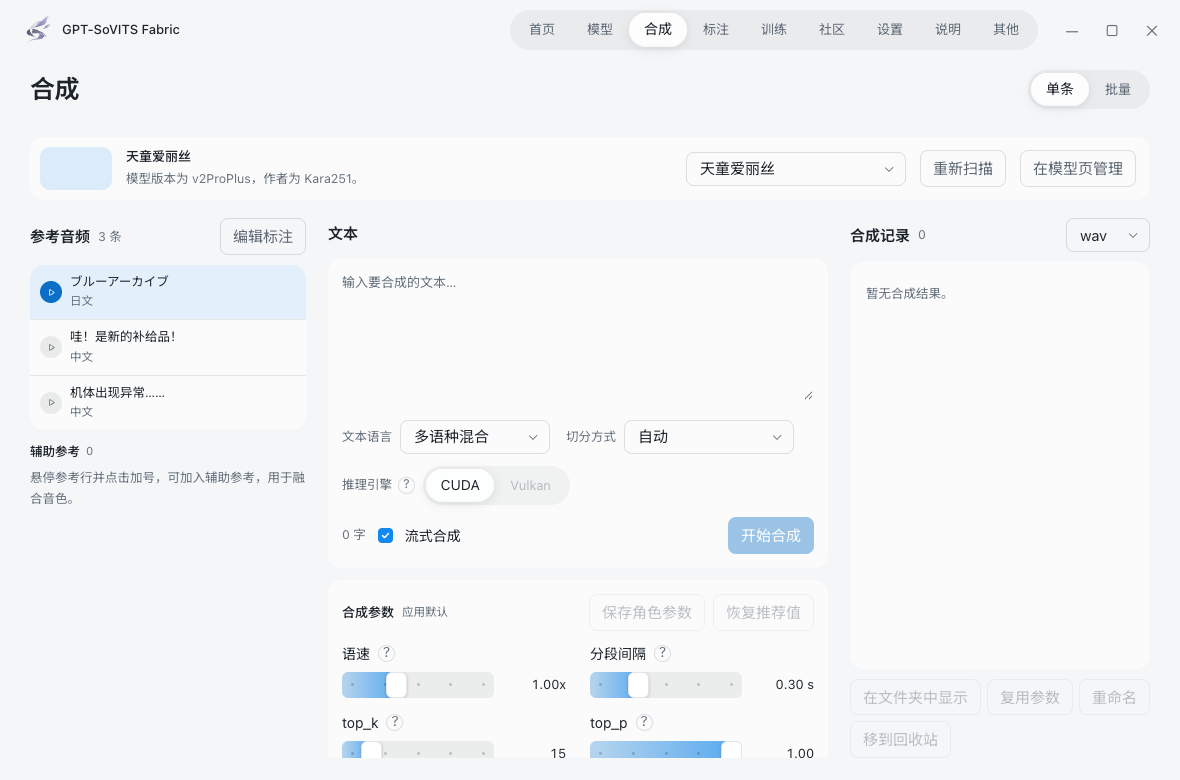 GPT-SoVITS Fabric
首页 模型 合成 标注 训练 社区 设置 说明 其他
合成
单条 批量
天童爱丽丝
模型版本为 v2ProPlus，作者为 Kara251。
天童爱丽丝
重新扫描
在模型页管理
参考音频 3 条
编辑标注
ブルーアーカイブ
日文
哇！是新的补给品！
中文
机体出现异常……
中文
辅助参考 0
悬停参考行并点击加号，可加入辅助参考，用于融
合音色。
文本
输入要合成的文本...
文本语言 多语种混合 切分方式 自动
推理引擎 ? CUDA Vulkan
0 字 流式合成 开始合成
合成参数 应用默认 保存角色参数 恢复推荐值
语速 ? 分段间隔 ?
1.00x 0.30 s
top_k ? top_p ?
15 1.00
合成记录 0
wav
暂无合成结果。
在文件夹中显示 复用参数 重命名
移到回收站